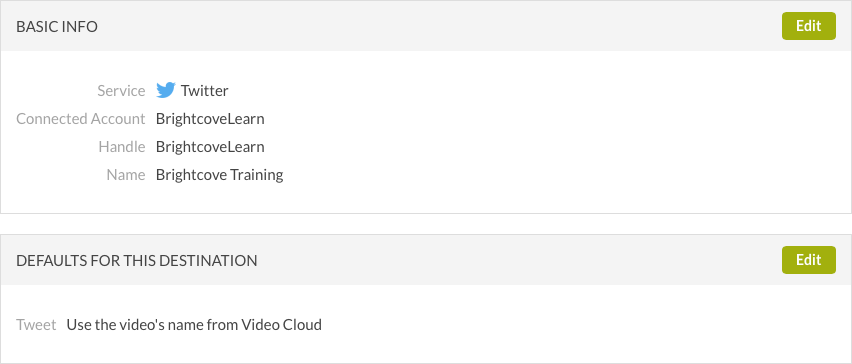 BASIC INFO Edit
Service Twitter
Connected Account BrightcoveLearn
Handle BrightcoveLearn
Name Brightcove Training
DEFAULTS FOR THIS DESTINATION Edit
Tweet Use the video's name from Video Cloud